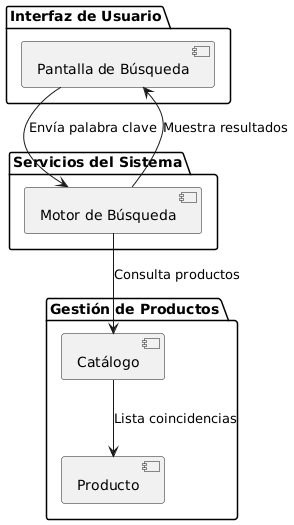 Interfaz de Usuario
Pantalla de Búsqueda
Envía palabra clave
Muestra resultados
Servicios del Sistema
Motor de Búsqueda
Consulta productos
Gestión de Productos
Catálogo
Lista coincidencias
Producto